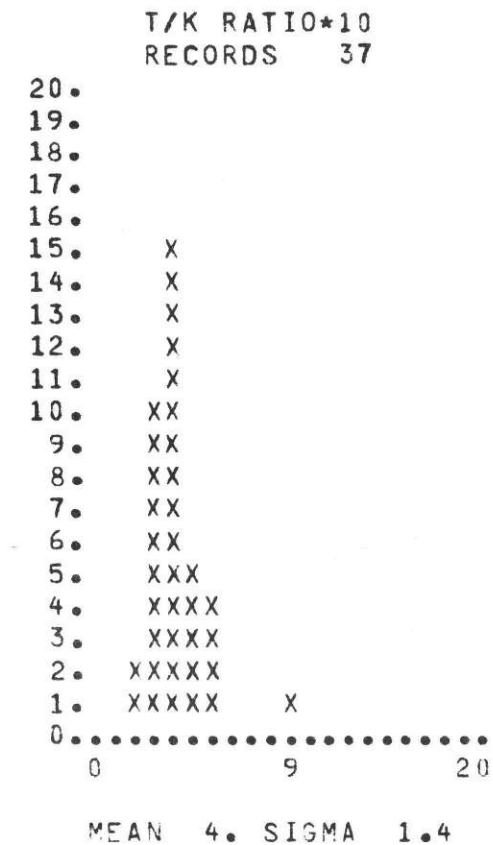 T/K RATIO*10
RECORDS 37
20.
19.
18.
17.
16.
15. X
14. X
13. X
12. X
11. X
10. XX
9. XX
8. XX
7. XX
6. XX
5. XXX
4. XXXX
3. XXXX
2. XXXXX
1. XXXXX X
0......................
0 9 20
MEAN 4. SIGMA 1.4